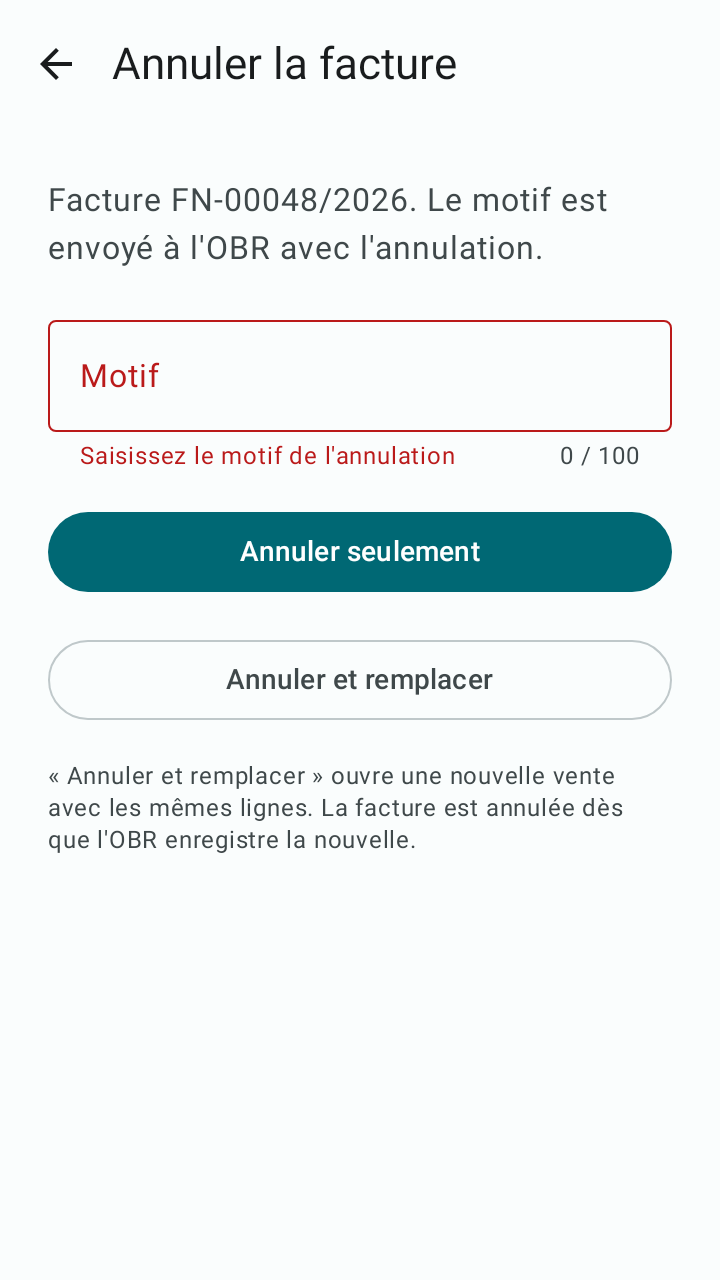 Annuler la facture
Facture FN-00048/2026. Le motif est
envoyé à l'OBR avec l'annulation.
Motif
Saisissez le motif de l'annulation 0 / 100
Annuler seulement
Annuler et remplacer
« Annuler et remplacer » ouvre une nouvelle vente
avec les mêmes lignes. La facture est annulée dès
que l'OBR enregistre la nouvelle.